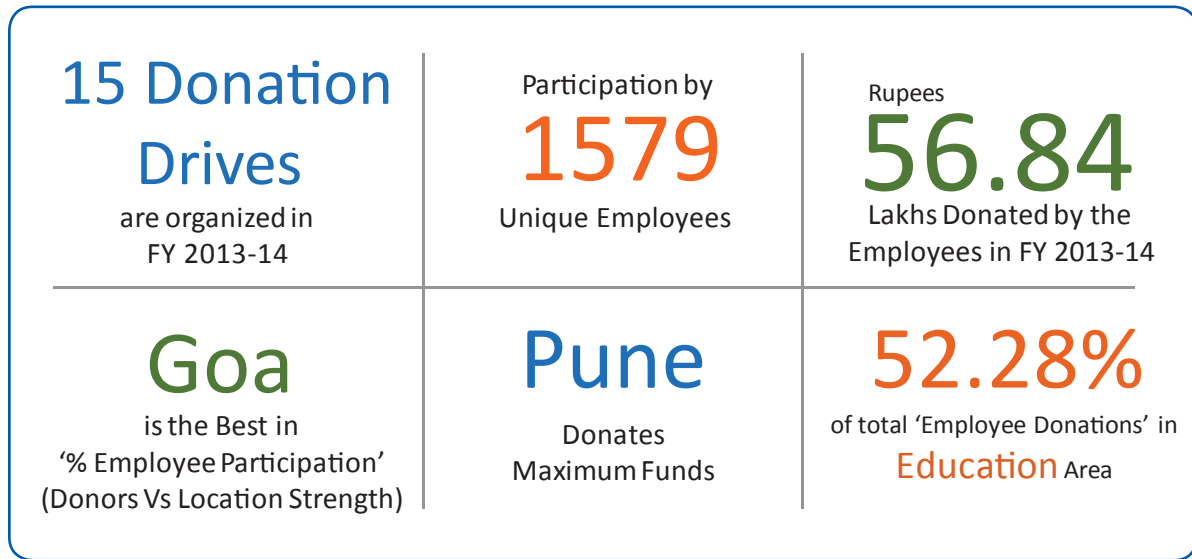 15 Donation
Drives
are organized in
FY 2013-14
Participation by
1579
Unique Employees
Rupees
56.84
Lakhs Donated by the
Employees in FY 2013-14
Goa
is the Best in
‘% Employee Participation’
(Donors Vs Location Strength)
Pune
Donates
Maximum Funds
52.28%
of total ‘Employee Donations’ in
Education Area